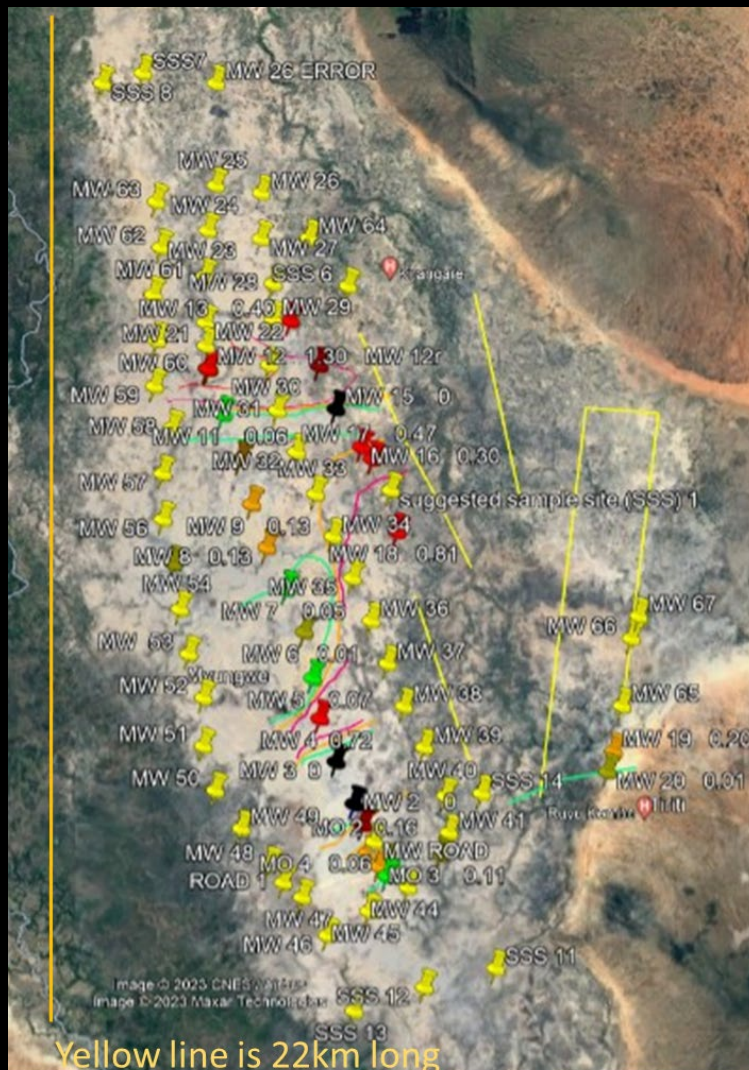 SSS7
SSS 8
MW 26 ERROR
MW 25
MW 26
MW 63
MW 24
MW 64
MW 62
MW 23
MW 27
MW 61
MW 28
SSS 6
MW 13 0.40
MW 29
MW 21
MW 22
MW 60
MW 12 1.30
MW 12r
MW 30
MW 59
MW 15 0
MW 31
MW 58
MW 11 0.06
MW 17 0.47
MW 32
MW 16 0.30
MW 33
MW 57
suggested sample site (SSS) 1
MW 56
MW 9 0.13
MW 34
MW 8 0.13
MW 18 0.81
MW 54
MW 35
MW 7 0.05
MW 36
MW 67
MW 66
MW 53
MW 6 0.01
MW 37
MW 52
MW 5 0.07
MW 38
MW 65
MW 51
MW 4 0.72
MW 39
MW 19 0.20
MW 3 0
MW 50
MW 40
SSS 14
MW 20 0.01
MW 2 0
MW 49
MO 2 0.16
MW 41
MW 48
MW ROAD
MO 4 0.06
MO 3 0.11
ROAD 1
MW 47
MW 44
MW 46
MW 45
SSS 11
Image © 2023 CNES / Airbus
Image © 2023 Maxar Technologies
SSS 12
SSS 13
Yellow line is 22km long